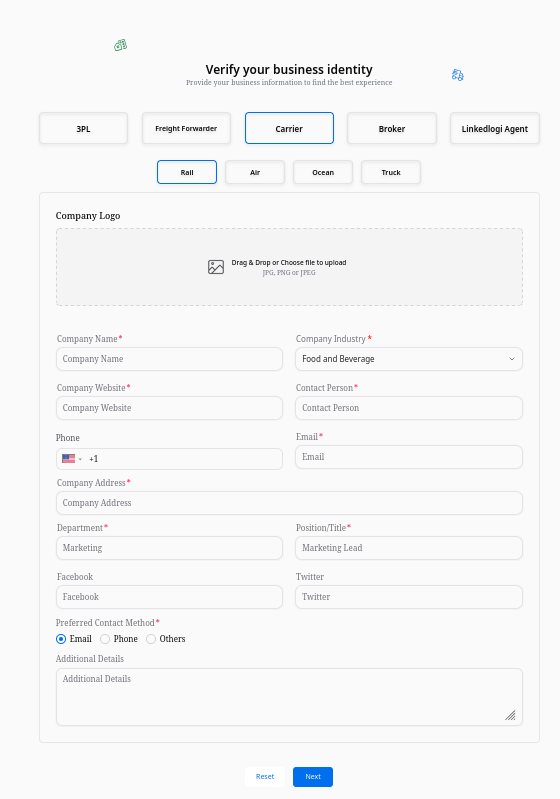 Verify your business identity
Provide your business information to find the best experience
3PL
Freight Forwarder
Carrier
Broker
Linkedlogi Agent
Rail
Air
Ocean
Truck
Company Logo
Drag & Drop or Choose file to upload
JPG, PNG or JPEG
Company Name*
Company Industry *
Company Name
Food and Beverage
Company Website*
Contact Person*
Company Website
Contact Person
Phone
Email*
+1
Email
Company Address*
Company Address
Department*
Position/Title*
Marketing
Marketing Lead
Facebook
Twitter
Facebook
Twitter
Preferred Contact Method*
Email
Phone
Others
Additional Details
Additional Details
Reset
Next